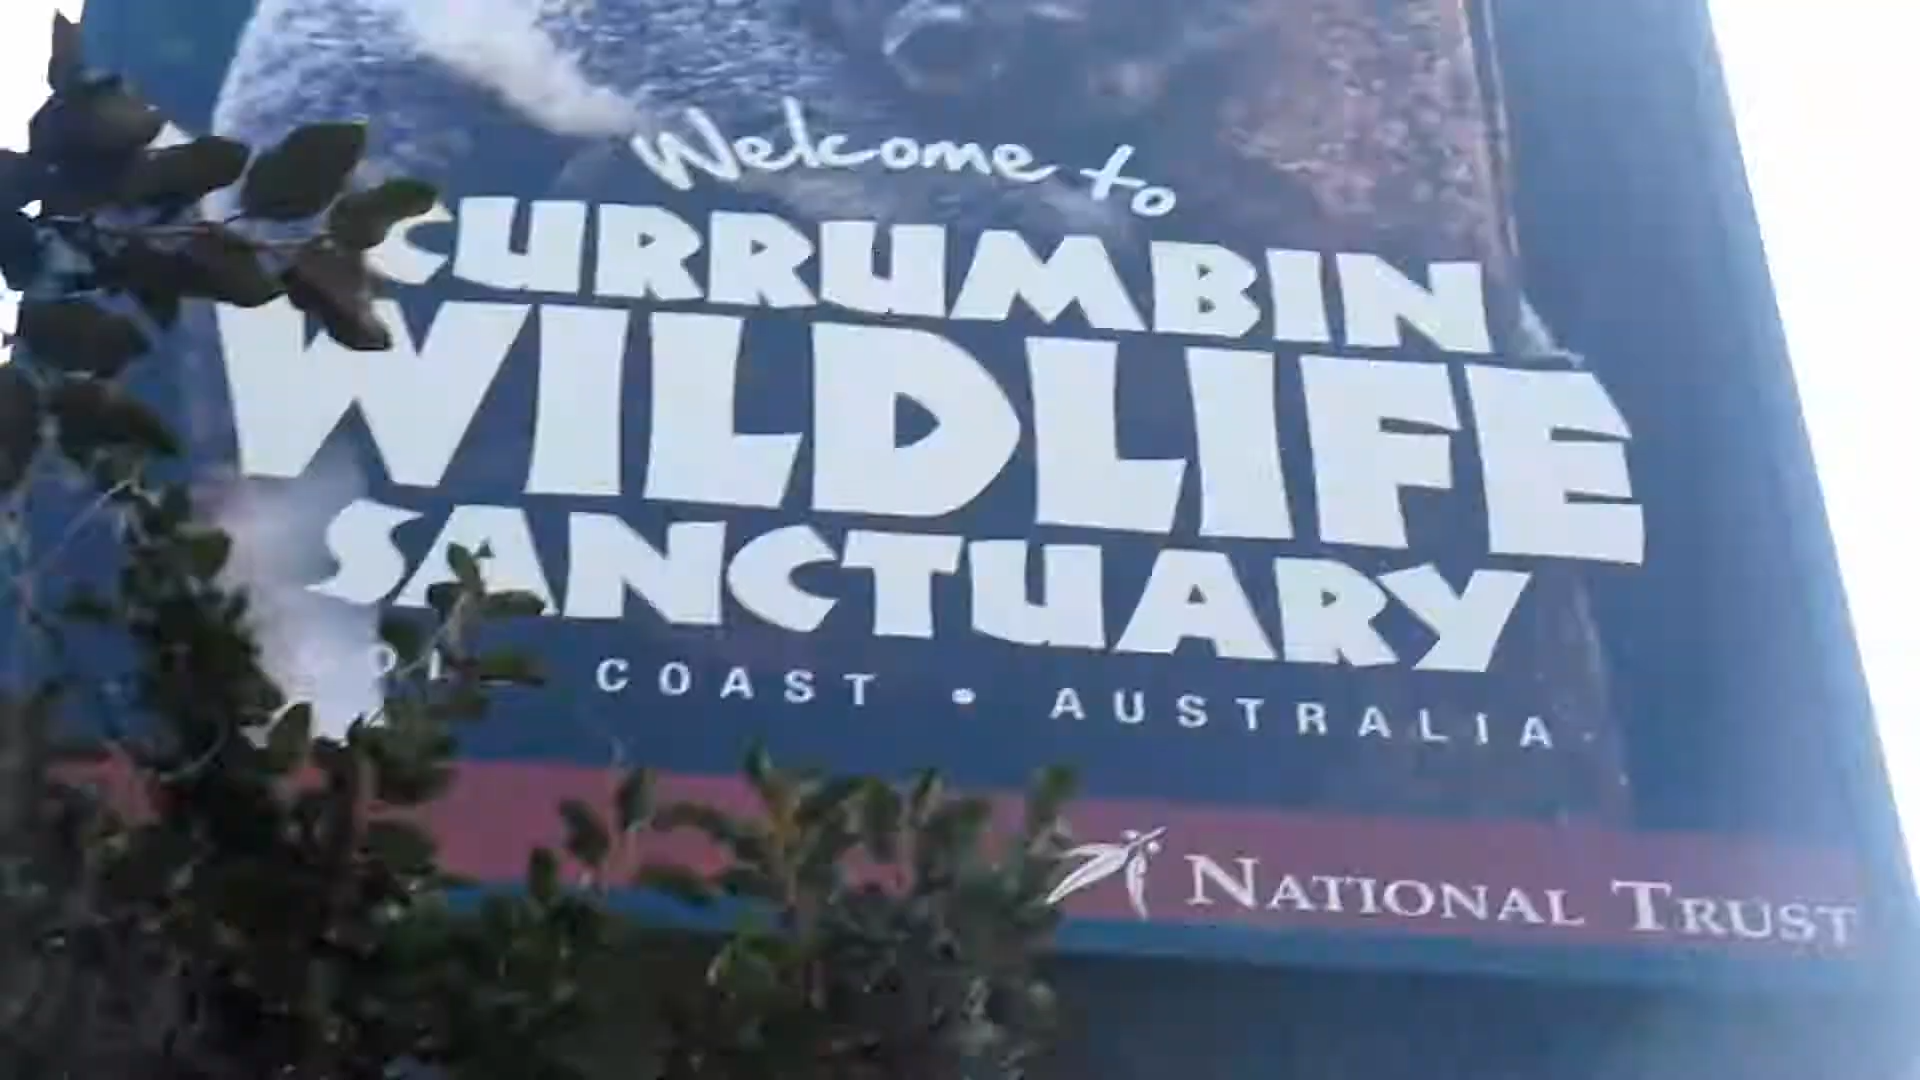 Welcome to
CURRUMBIN
WILDLIFE
SANCTUARY
COAST • AUSTRALIA
NATIONAL TRUST